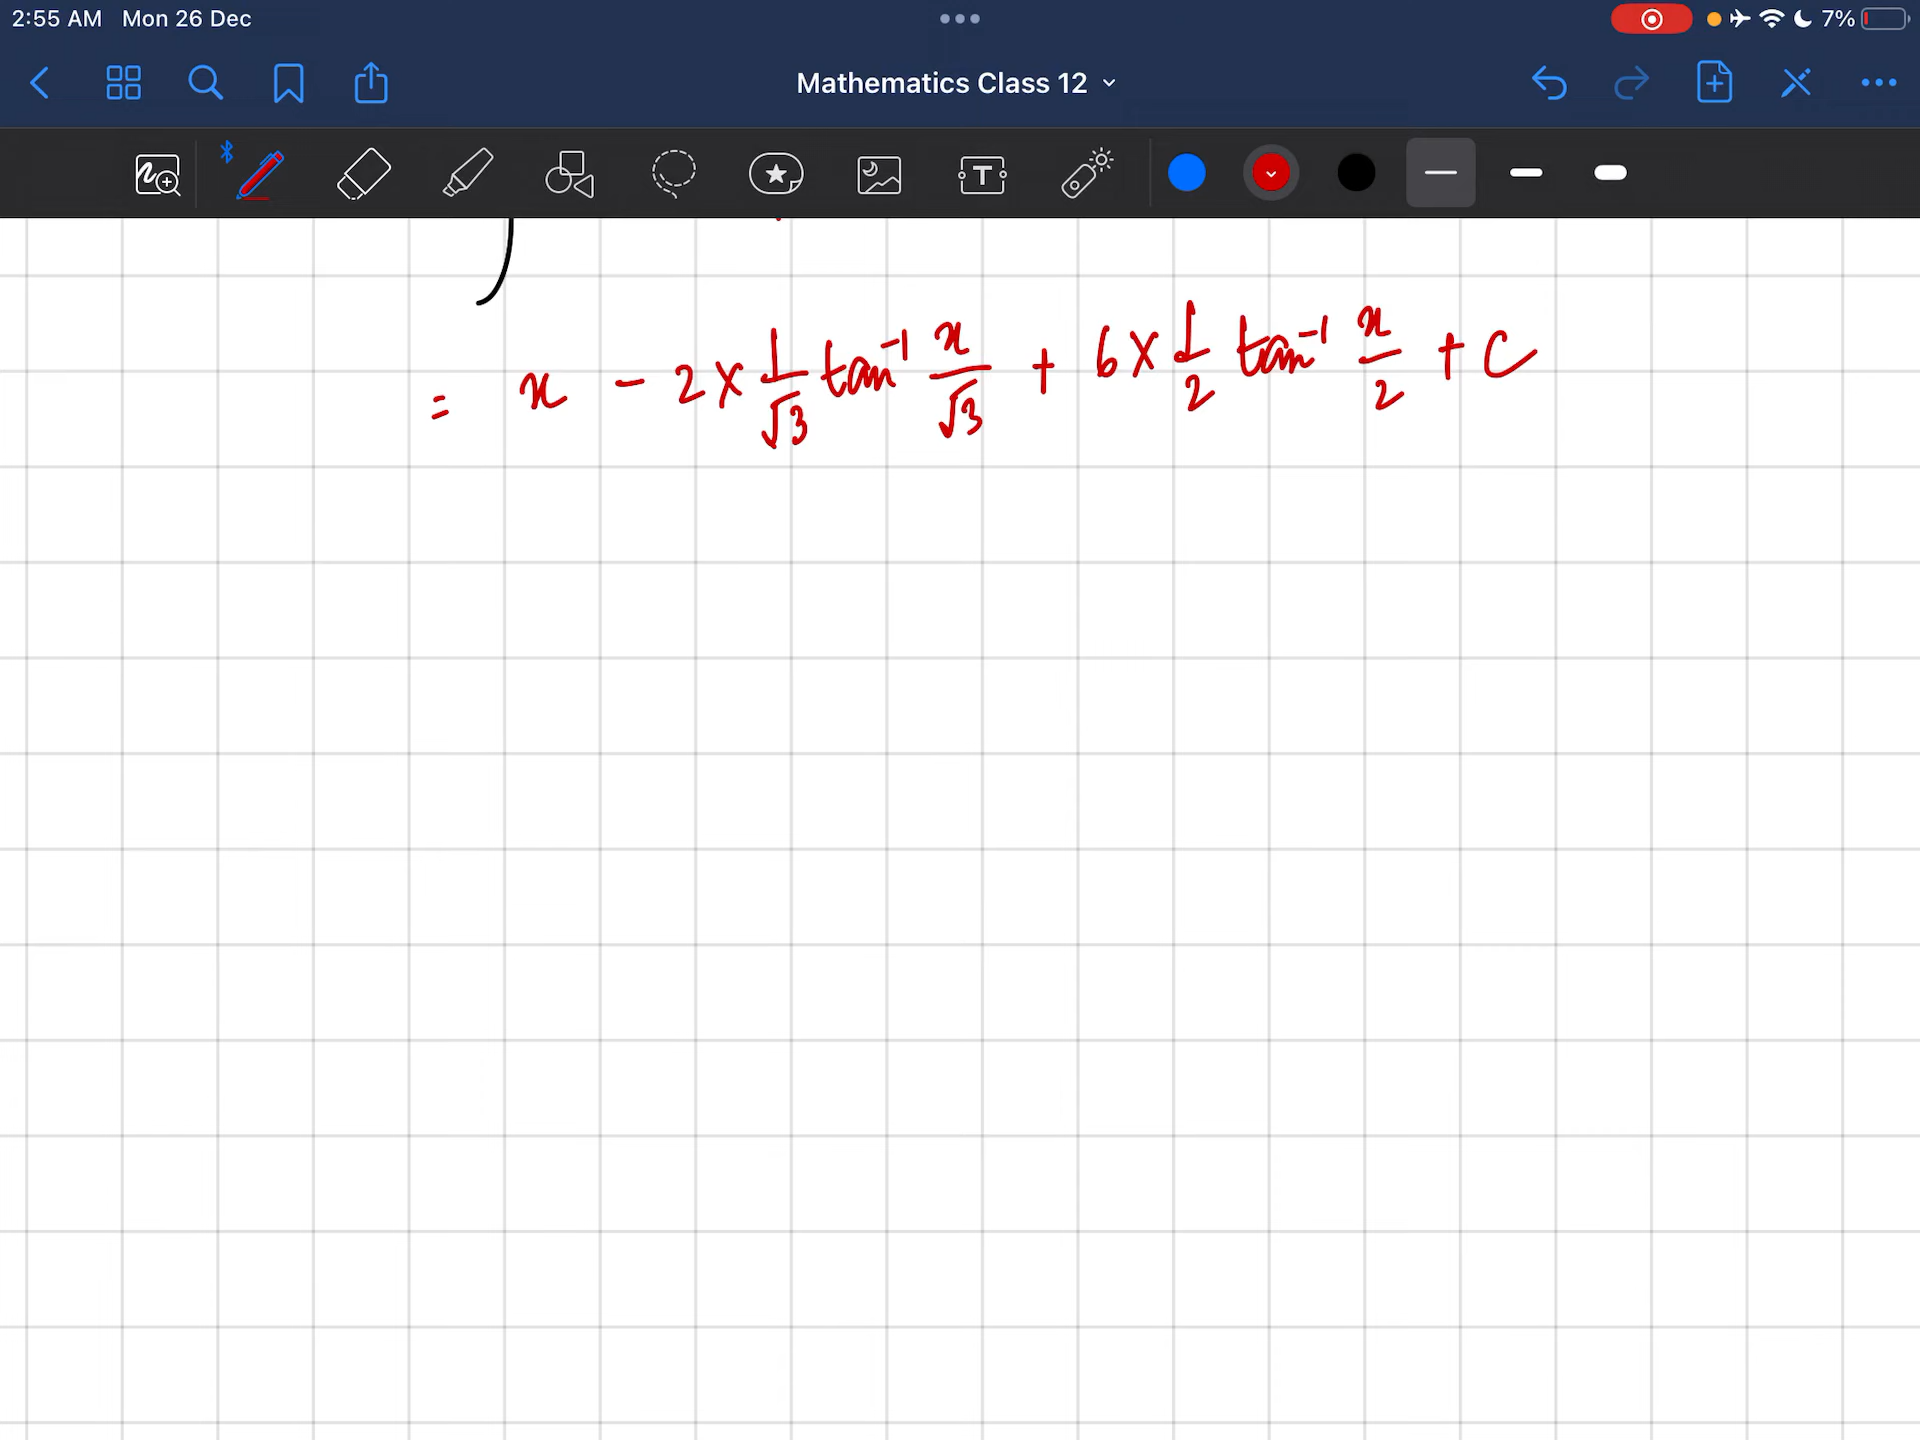 2:55 AM Mon 26 Dec 7%
Mathematics Class 12
T
= x - 2 × 1/√3 tan⁻¹ x/√3 + 6 × 1/2 tan⁻¹ x/2 + C